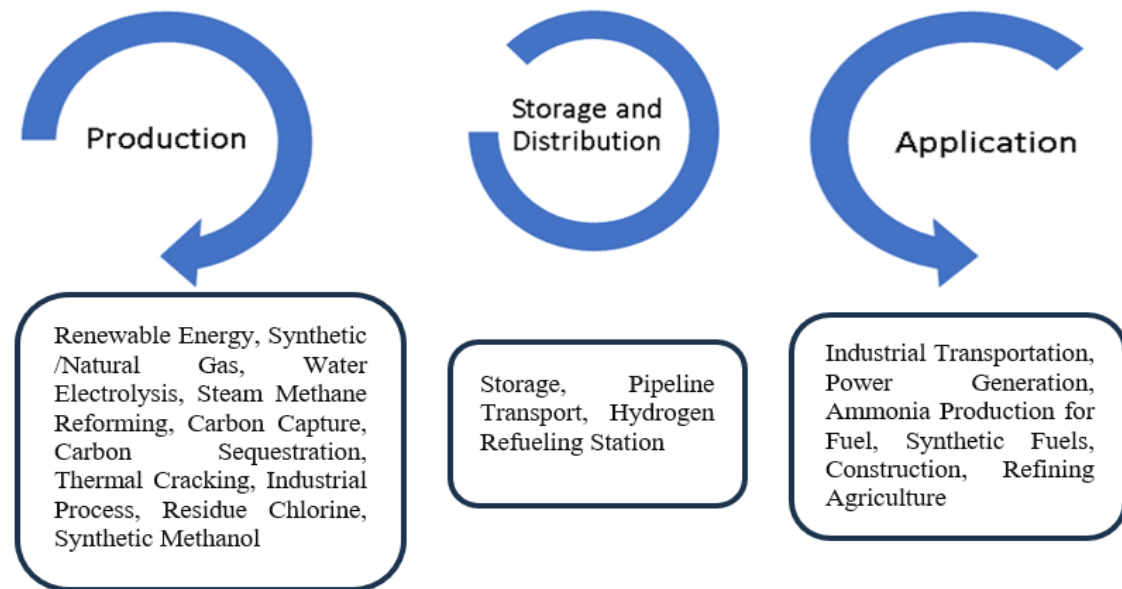 Production
Storage and
Distribution
Application
Renewable Energy, Synthetic
/Natural Gas, Water
Electrolysis, Steam Methane
Reforming, Carbon Capture,
Carbon Sequestration,
Thermal Cracking, Industrial
Process, Residue Chlorine,
Synthetic Methanol
Storage, Pipeline
Transport, Hydrogen
Refueling Station
Industrial Transportation,
Power Generation,
Ammonia Production for
Fuel, Synthetic Fuels,
Construction, Refining
Agriculture